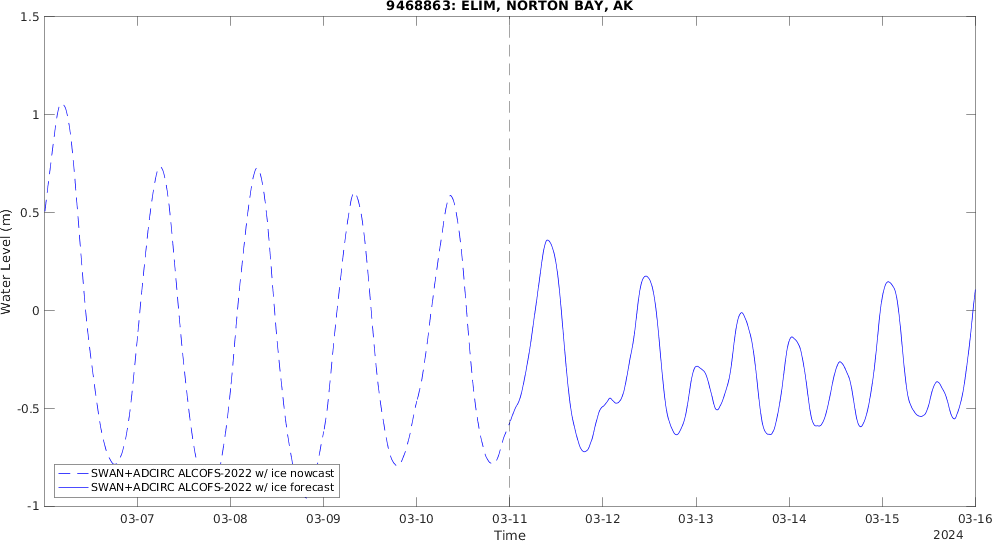 9468863: ELIM, NORTON BAY, AK
1.5
1
0.5
0
-0.5
-1
Water Level (m)
SWAN+ADCIRC ALCOFS-2022 w/ ice nowcast
SWAN+ADCIRC ALCOFS-2022 w/ ice forecast
03-07 03-08 03-09 03-10 03-11 03-12 03-13 03-14 03-15 03-16
Time
2024